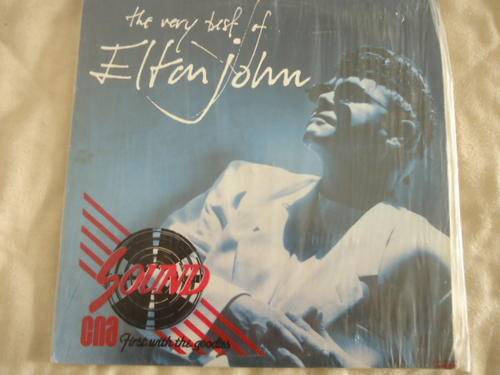 the very best of
Elton John
SOUND
cna First with the goodies